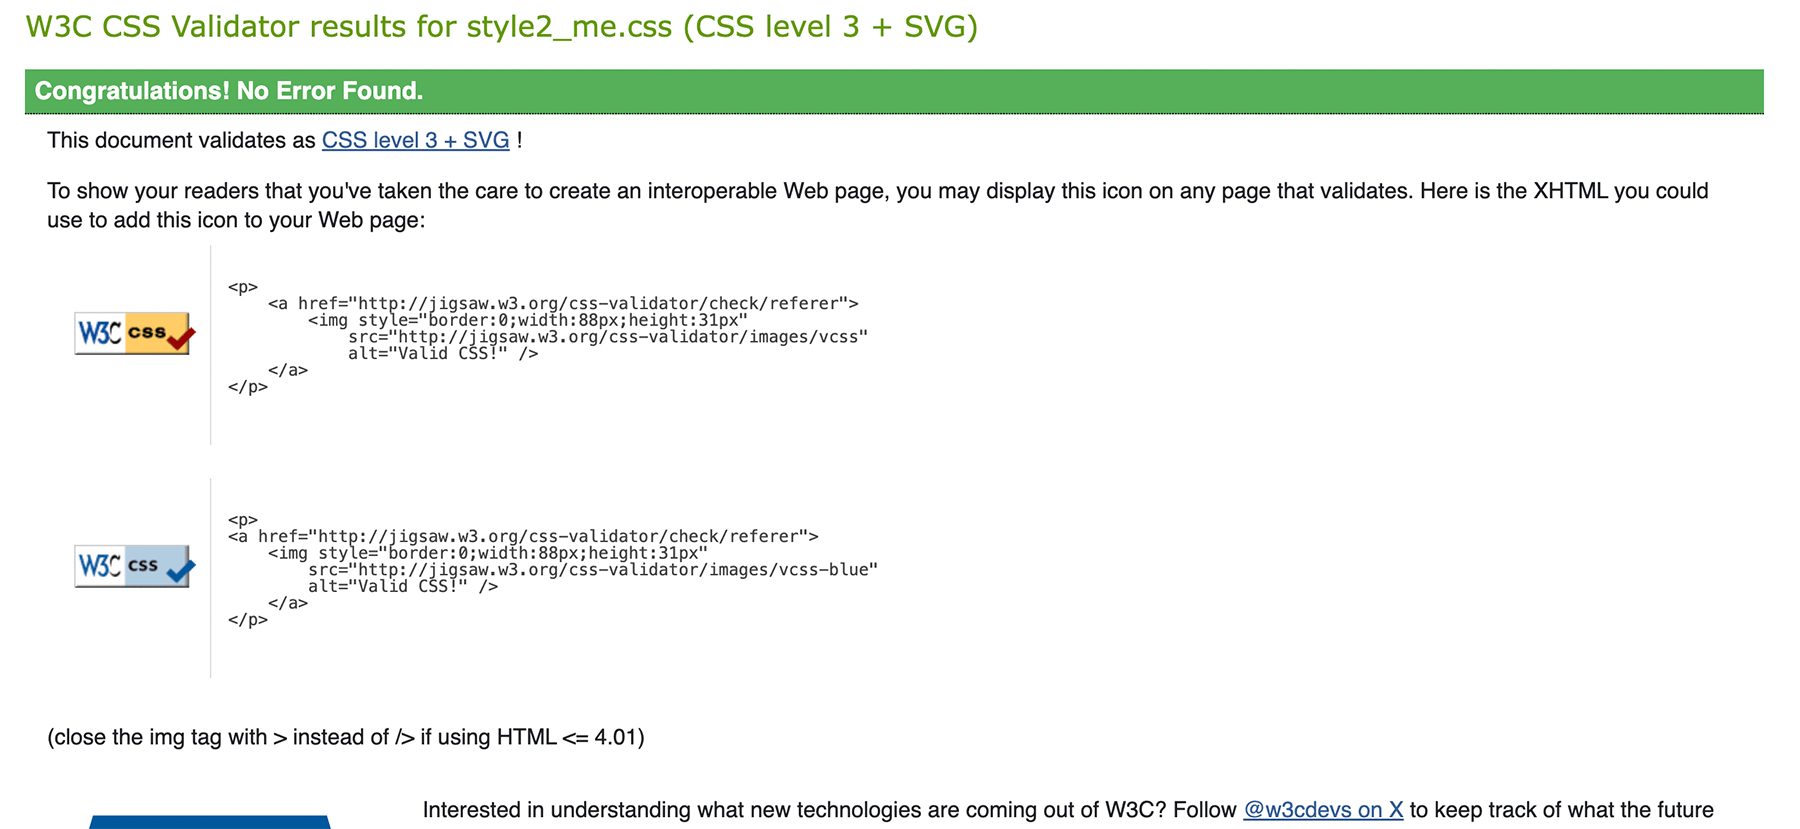 W3C CSS Validator results for style2_me.css (CSS level 3 + SVG)
Congratulations! No Error Found.
This document validates as CSS level 3 + SVG !
To show your readers that you've taken the care to create an interoperable Web page, you may display this icon on any page that validates. Here is the XHTML you could
use to add this icon to your Web page:
W3C css
<p>
    <a href="http://jigsaw.w3.org/css-validator/check/referer">
        <img style="border:0;width:88px;height:31px"
            src="http://jigsaw.w3.org/css-validator/images/vcss"
            alt="Valid CSS!" />
    </a>
</p>
W3C css
<p>
<a href="http://jigsaw.w3.org/css-validator/check/referer">
    <img style="border:0;width:88px;height:31px"
        src="http://jigsaw.w3.org/css-validator/images/vcss-blue"
        alt="Valid CSS!" />
    </a>
</p>
(close the img tag with > instead of /> if using HTML <= 4.01)
Interested in understanding what new technologies are coming out of W3C? Follow @w3cdevs on X to keep track of what the future